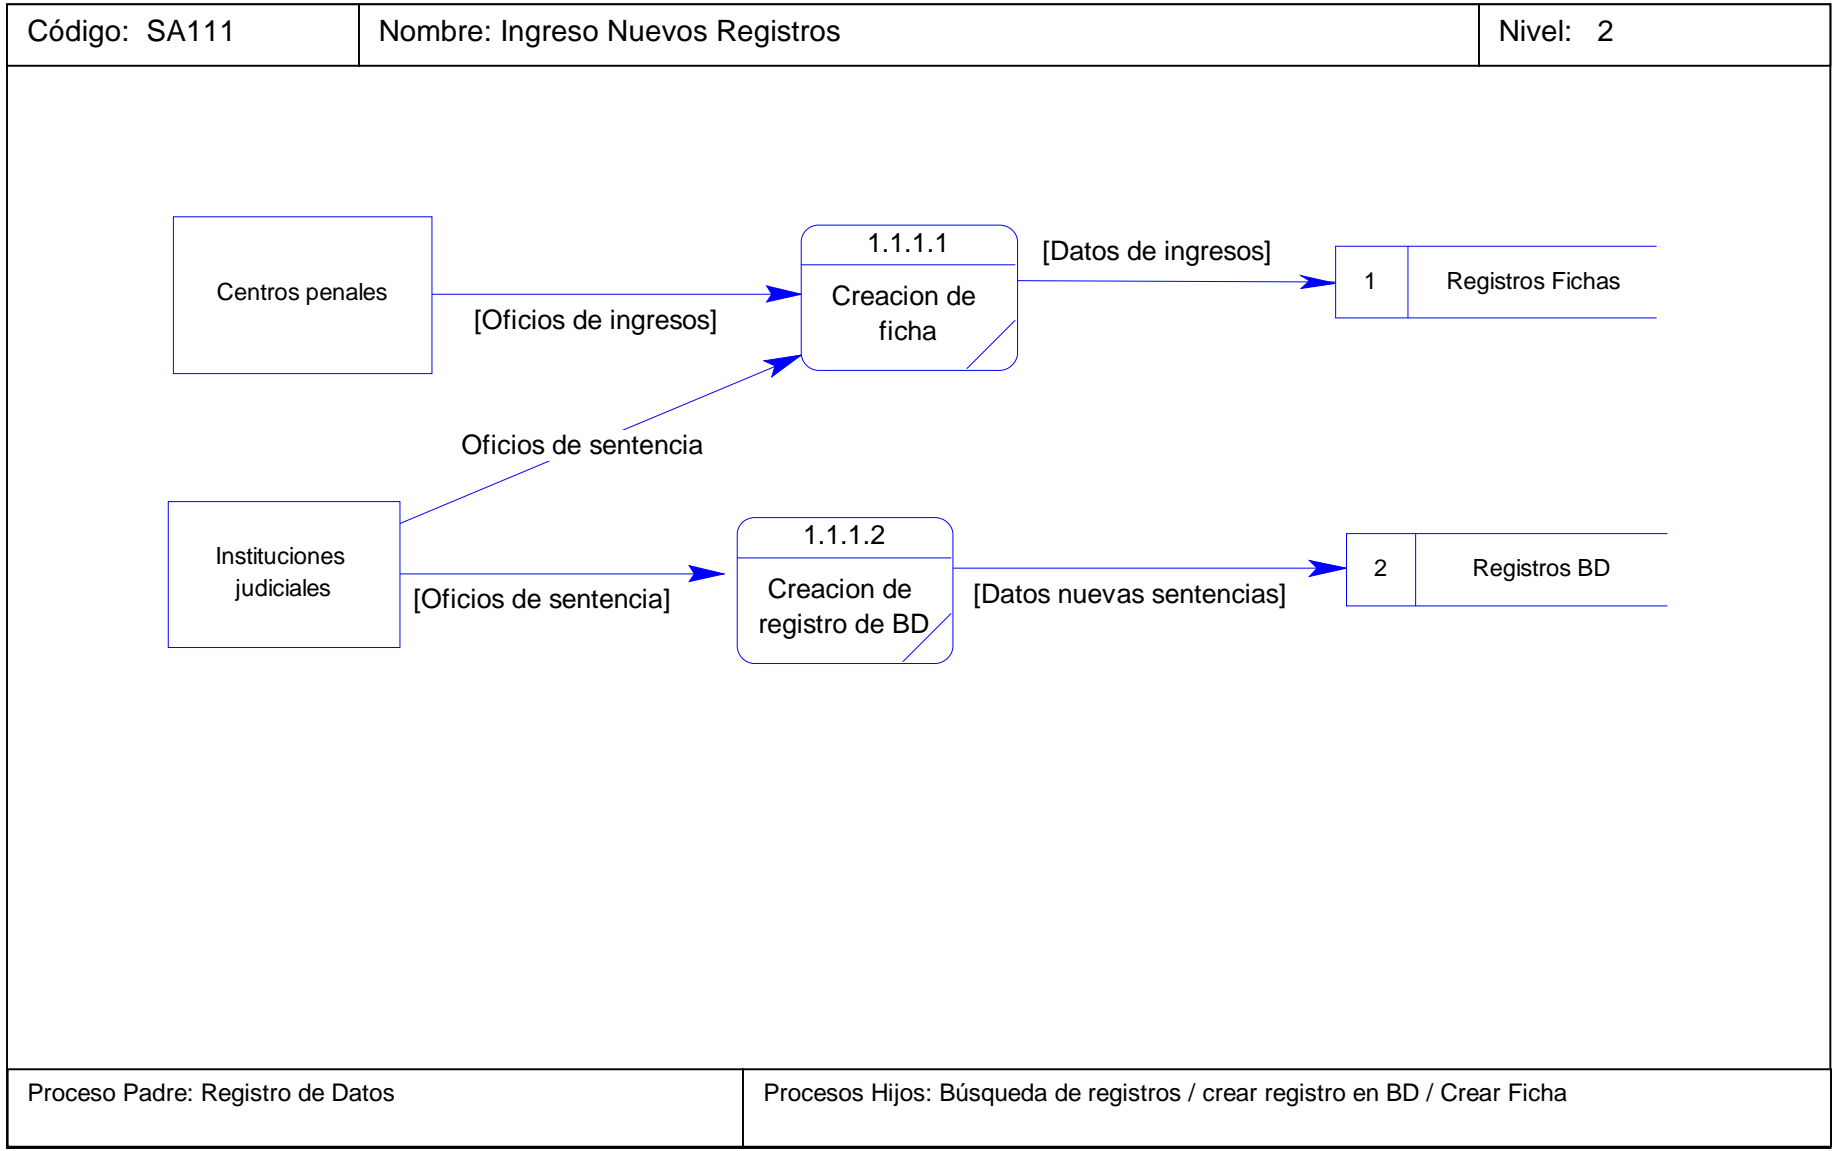 Código: SA111
Nombre: Ingreso Nuevos Registros
Nivel: 2
Centros penales
[Oficios de ingresos]
1.1.1.1
Creacion de
ficha
[Datos de ingresos]
1
Registros Fichas
Oficios de sentencia
Instituciones
judiciales
[Oficios de sentencia]
1.1.1.2
Creacion de
registro de BD
[Datos nuevas sentencias]
2
Registros BD
Proceso Padre: Registro de Datos
Procesos Hijos: Búsqueda de registros / crear registro en BD / Crear Ficha